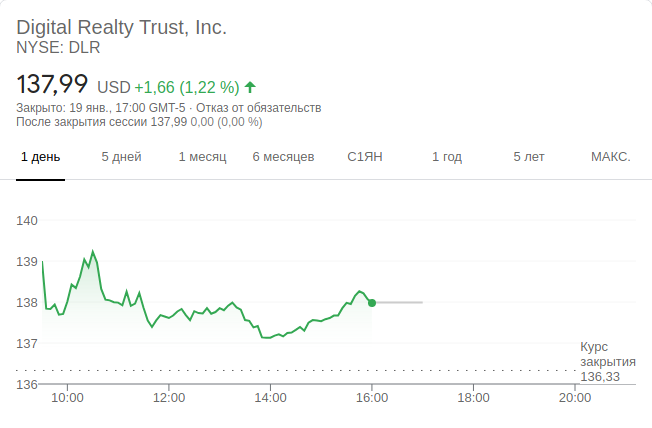 Digital Realty Trust, Inc.
NYSE: DLR
137,99 USD +1,66 (1,22 %)
Закрыто: 19 янв., 17:00 GMT-5 · Отказ от обязательств
После закрытия сессии 137,99 0,00 (0,00 %)
1 день 5 дней 1 месяц 6 месяцев С1ЯН 1 год 5 лет МАКС.
140
139
138
137
136
Курс
закрытия
136,33
10:00 12:00 14:00 16:00 18:00 20:00